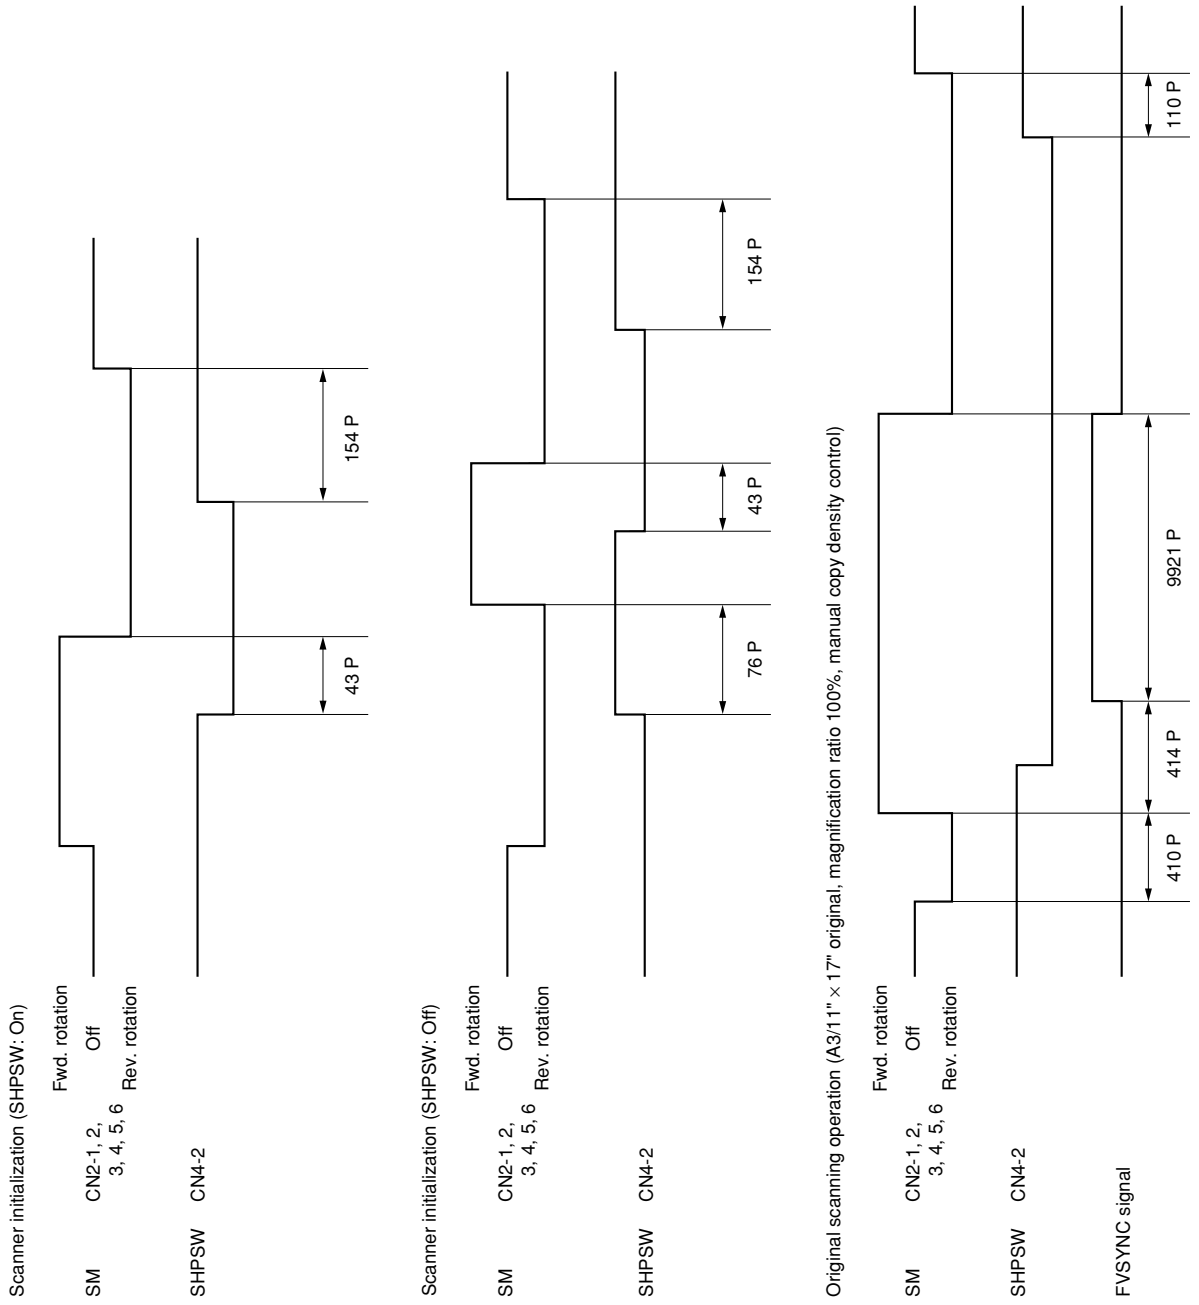 Scanner initialization (SHPSW: On)
Fwd. rotation
SM CN2-1, 2, Off
3, 4, 5, 6
Rev. rotation
SHPSW CN4-2
43 P
154 P
Scanner initialization (SHPSW: Off)
Fwd. rotation
SM CN2-1, 2, Off
3, 4, 5, 6
Rev. rotation
SHPSW CN4-2
76 P
43 P
154 P
Original scanning operation (A3/11" × 17" original, magnification ratio 100%, manual copy density control)
Fwd. rotation
SM CN2-1, 2, Off
3, 4, 5, 6
Rev. rotation
SHPSW CN4-2
FVSYNC signal
410 P
414 P
9921 P
110 P